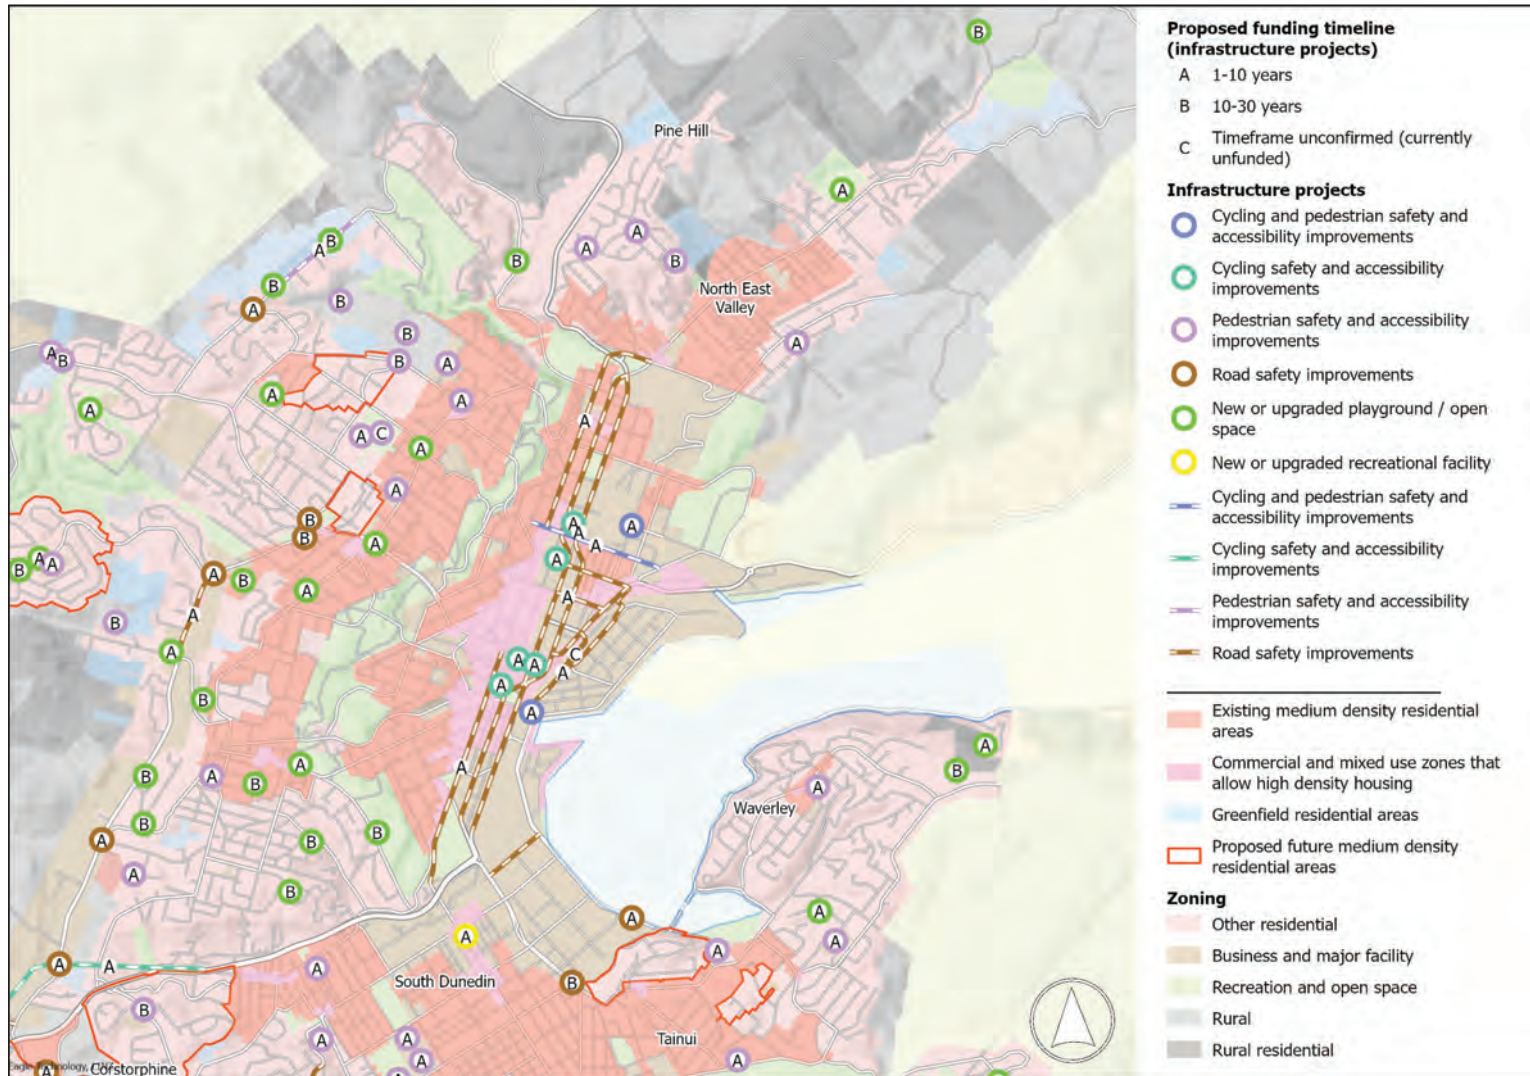 Pine Hill
North East
Valley
Waverley
South Dunedin
Tainui
Corstorphine
B
A
A
A
B
B
A
B
B
A
B
B
A
A
B
A
A
B
A
A
A
A
A
C
A
A
B
B
A
A
A
A
A
A
A
A
B
A
A
B
A
B
A
A
A
B
A
C
A
A
A
A
B
A
A
B
B
A
A
B
A
A
B
B
B
A
B
A
A
B
A
A
A
A
A
A
B
A
B
A
A
A
A
A
A
Proposed funding timeline
(infrastructure projects)
A 1-10 years
B 10-30 years
C Timeframe unconfirmed (currently
unfunded)
Infrastructure projects
Cycling and pedestrian safety and
accessibility improvements
Cycling safety and accessibility
improvements
Pedestrian safety and accessibility
improvements
Road safety improvements
New or upgraded playground / open
space
New or upgraded recreational facility
Cycling and pedestrian safety and
accessibility improvements
Cycling safety and accessibility
improvements
Pedestrian safety and accessibility
improvements
Road safety improvements
Existing medium density residential
areas
Commercial and mixed use zones that
allow high density housing
Greenfield residential areas
Proposed future medium density
residential areas
Zoning
Other residential
Business and major facility
Recreation and open space
Rural
Rural residential